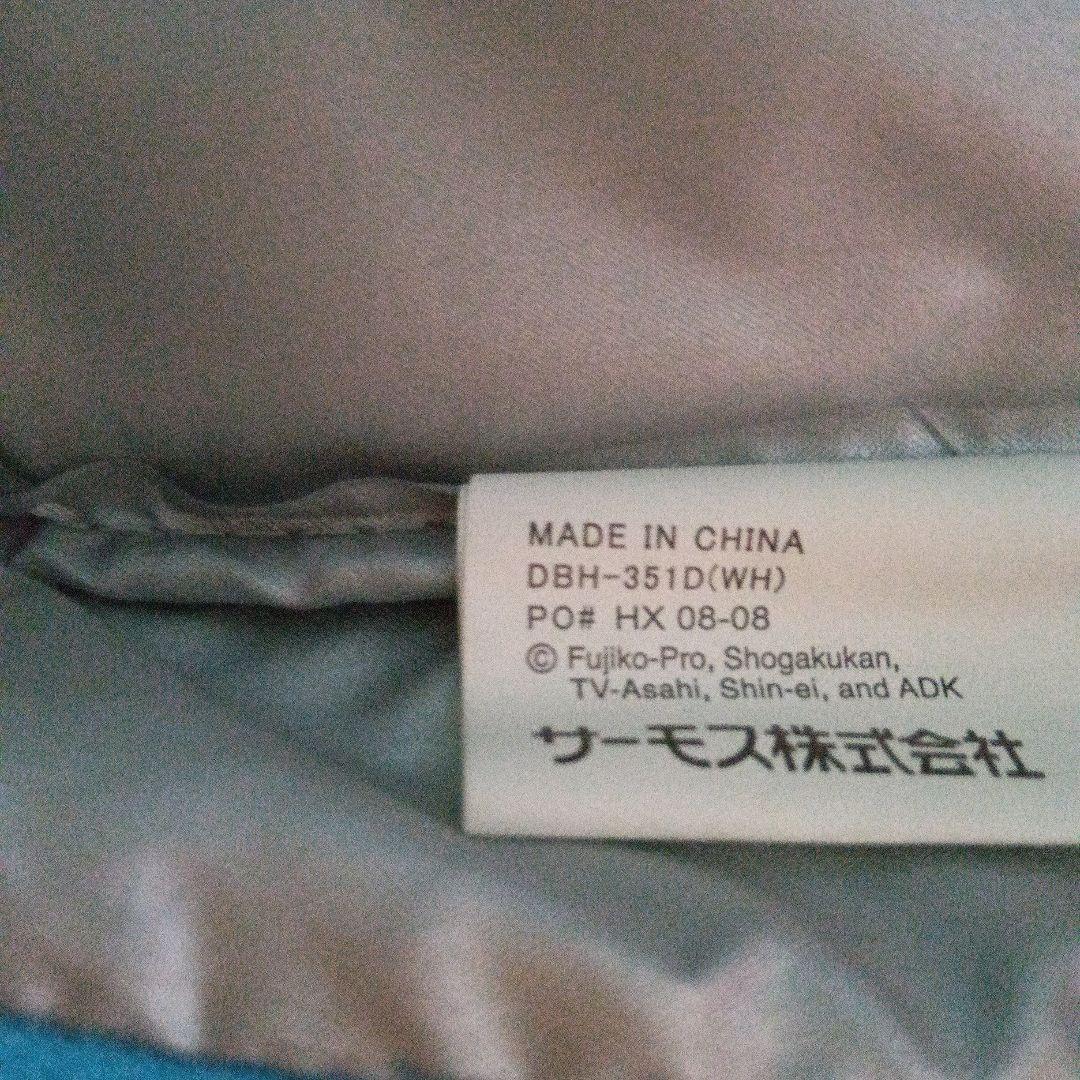 MADE IN CHINA
DBH-351D(WH)
PO# HX 08-08
© Fujiko-Pro, Shogakukan,
TV-Asahi, Shin-ei, and ADK
サーモス株式会社